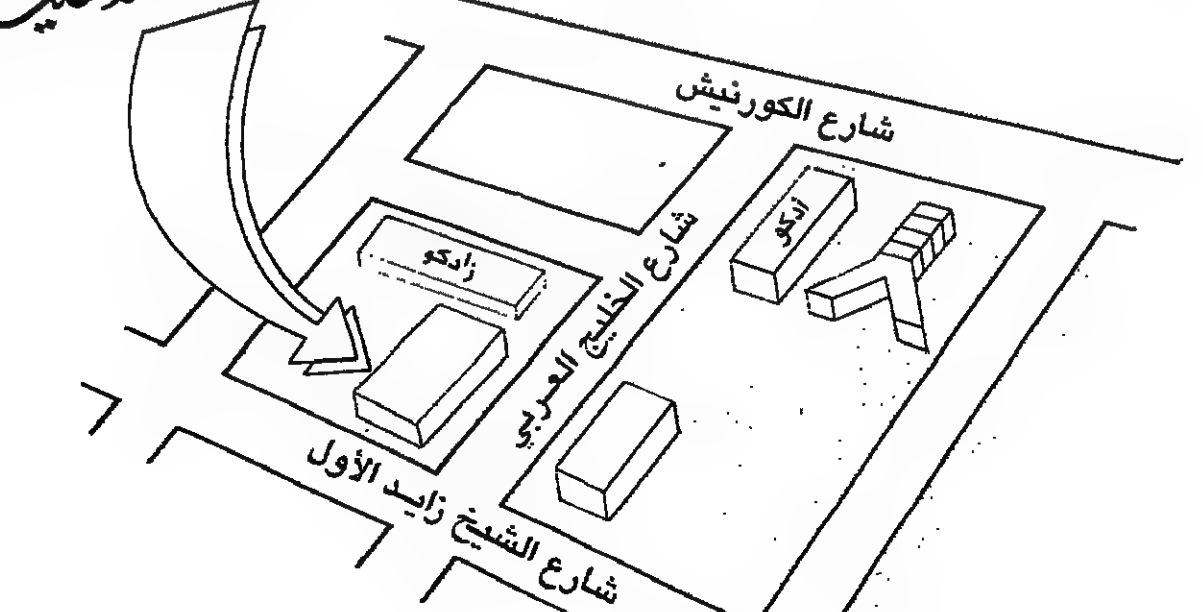 شارع الكورنيش
أدكو
زادكو
شارع الخليج العربي
شارع الشيخ زايد الأول